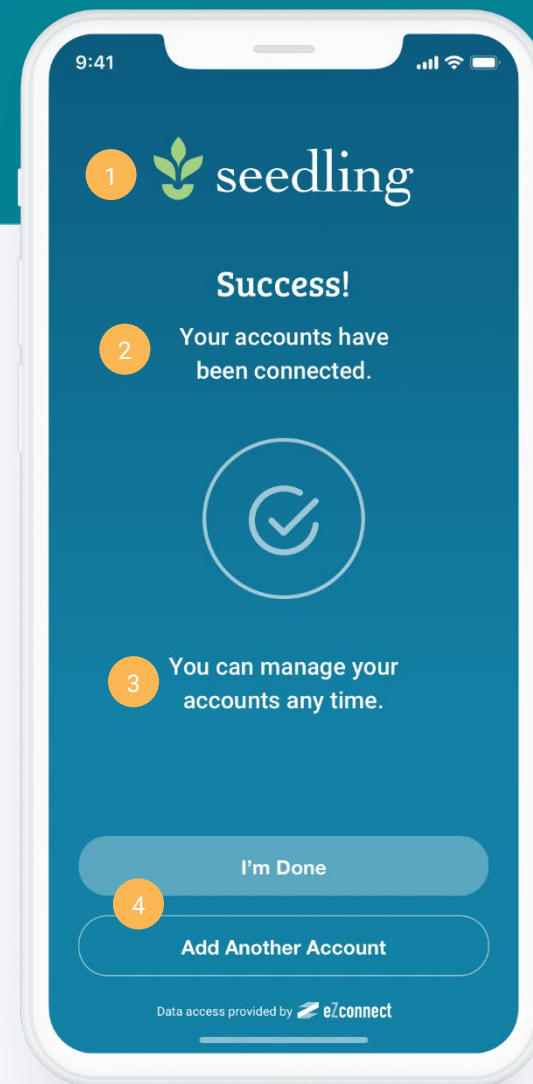 9:41
1
seedling
Success!
2
Your accounts have
been connected.
3
You can manage your
accounts any time.
I'm Done
4
Add Another Account
Data access provided by eZconnect